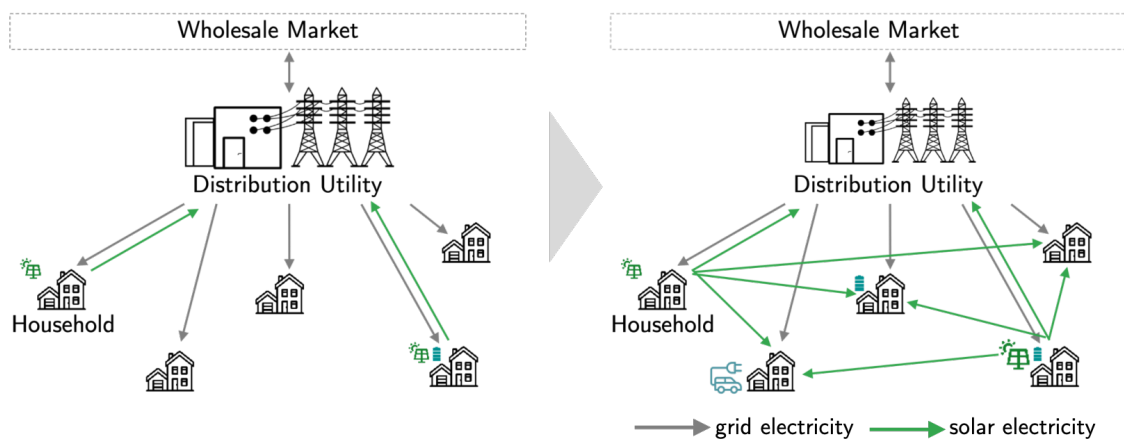 Wholesale Market
Distribution Utility
Household
Wholesale Market
Distribution Utility
Household
grid electricity
solar electricity